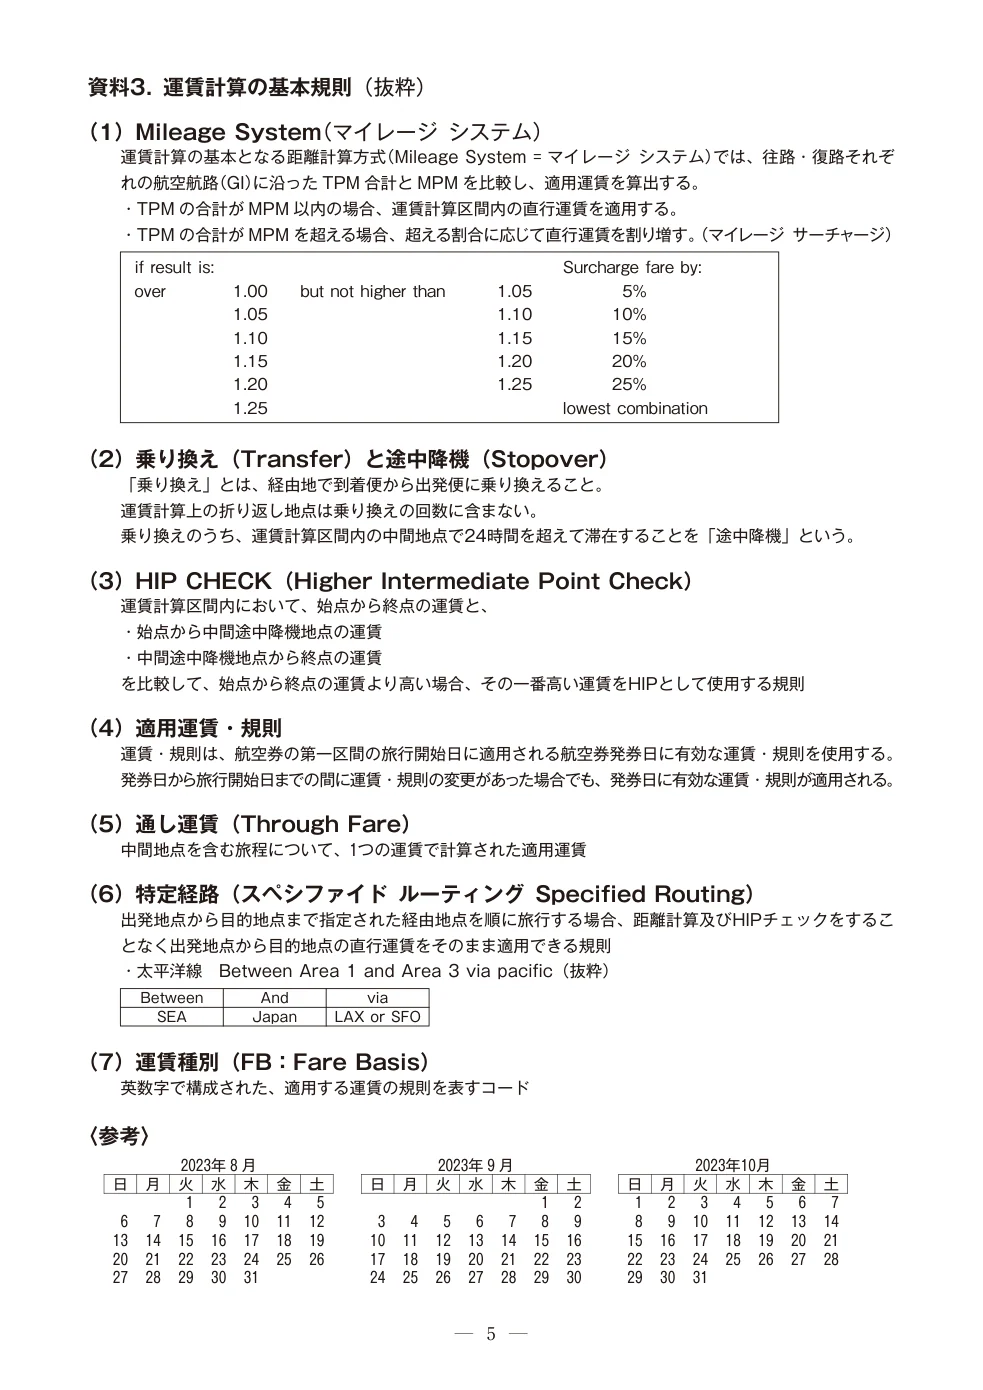 資料3. 運賃計算の基本規則（抜粋）
（1）Mileage System（マイレージ システム）
運賃計算の基本となる距離計算方式（Mileage System = マイレージ システム）では、往路・復路それぞ
れの航空航路（GI）に沿った TPM 合計と MPM を比較し、適用運賃を算出する。
・TPM の合計が MPM 以内の場合、運賃計算区間内の直行運賃を適用する。
・TPM の合計が MPM を超える場合、超える割合に応じて直行運賃を割り増す。（マイレージ サーチャージ）
if result is: Surcharge fare by:
over 1.00 but not higher than 1.05 5%
1.05 1.10 10%
1.10 1.15 15%
1.15 1.20 20%
1.20 1.25 25%
1.25 lowest combination
（2）乗り換え（Transfer）と途中降機（Stopover）
「乗り換え」とは、経由地で到着便から出発便に乗り換えること。
運賃計算上の折り返し地点は乗り換えの回数に含まない。
乗り換えのうち、運賃計算区間内の中間地点で24時間を超えて滞在することを「途中降機」という。
（3）HIP CHECK（Higher Intermediate Point Check）
運賃計算区間内において、始点から終点の運賃と、
・始点から中間途中降機地点の運賃
・中間途中降機地点から終点の運賃
を比較して、始点から終点の運賃より高い場合、その一番高い運賃をHIPとして使用する規則
（4）適用運賃・規則
運賃・規則は、航空券の第一区間の旅行開始日に適用される航空券発券日に有効な運賃・規則を使用する。
発券日から旅行開始日までの間に運賃・規則の変更があった場合でも、発券日に有効な運賃・規則が適用される。
（5）通し運賃（Through Fare）
中間地点を含む旅程について、1つの運賃で計算された適用運賃
（6）特定経路（スペシファイド ルーティング Specified Routing）
出発地点から目的地点まで指定された経由地点を順に旅行する場合、距離計算及びHIPチェックをするこ
となく出発地点から目的地点の直行運賃をそのまま適用できる規則
・太平洋線　Between Area 1 and Area 3 via pacific（抜粋）
Between And via
SEA Japan LAX or SFO
（7）運賃種別（FB：Fare Basis）
英数字で構成された、適用する運賃の規則を表すコード
〈参考〉
2023年 8 月 2023年 9 月 2023年10月
日 月 火 水 木 金 土 日 月 火 水 木 金 土 日 月 火 水 木 金 土
1 2 3 4 5 1 2 1 2 3 4 5 6 7
6 7 8 9 10 11 12 3 4 5 6 7 8 9 8 9 10 11 12 13 14
13 14 15 16 17 18 19 10 11 12 13 14 15 16 15 16 17 18 19 20 21
20 21 22 23 24 25 26 17 18 19 20 21 22 23 22 23 24 25 26 27 28
27 28 29 30 31 24 25 26 27 28 29 30 29 30 31
— 5 —